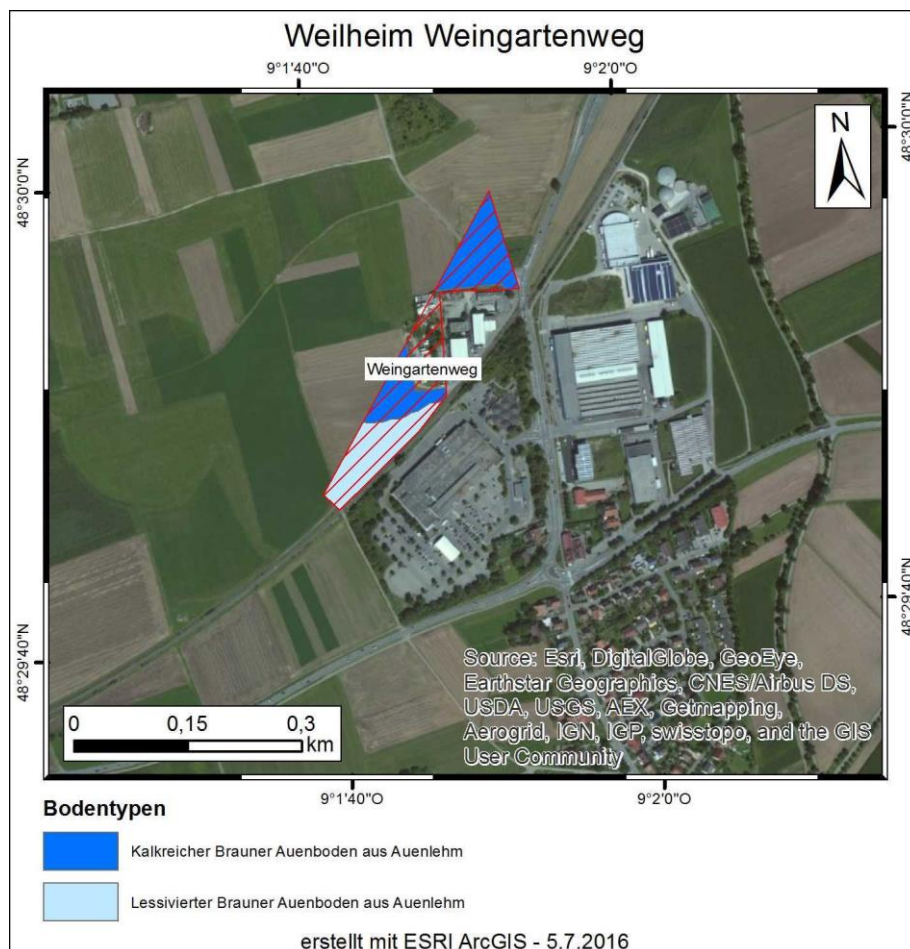 Weilheim Weingartenweg
9°1'40"O
9°2'0"O
N
48°30'0"N
48°30'0"N
Weingartenweg
48°29'40"N
48°29'40"N
Source: Esri, DigitalGlobe, GeoEye,
Earthstar Geographics, CNES/Airbus DS,
USDA, USGS, AEX, Getmapping,
Aerogrid, IGN, IGP, swisstopo, and the GIS
User Community
0 0,15 0,3
km
9°1'40"O
9°2'0"O
Bodentypen
Kalkreicher Brauner Auenboden aus Auenlehm
Lessivierter Brauner Auenboden aus Auenlehm
erstellt mit ESRI ArcGIS - 5.7.2016